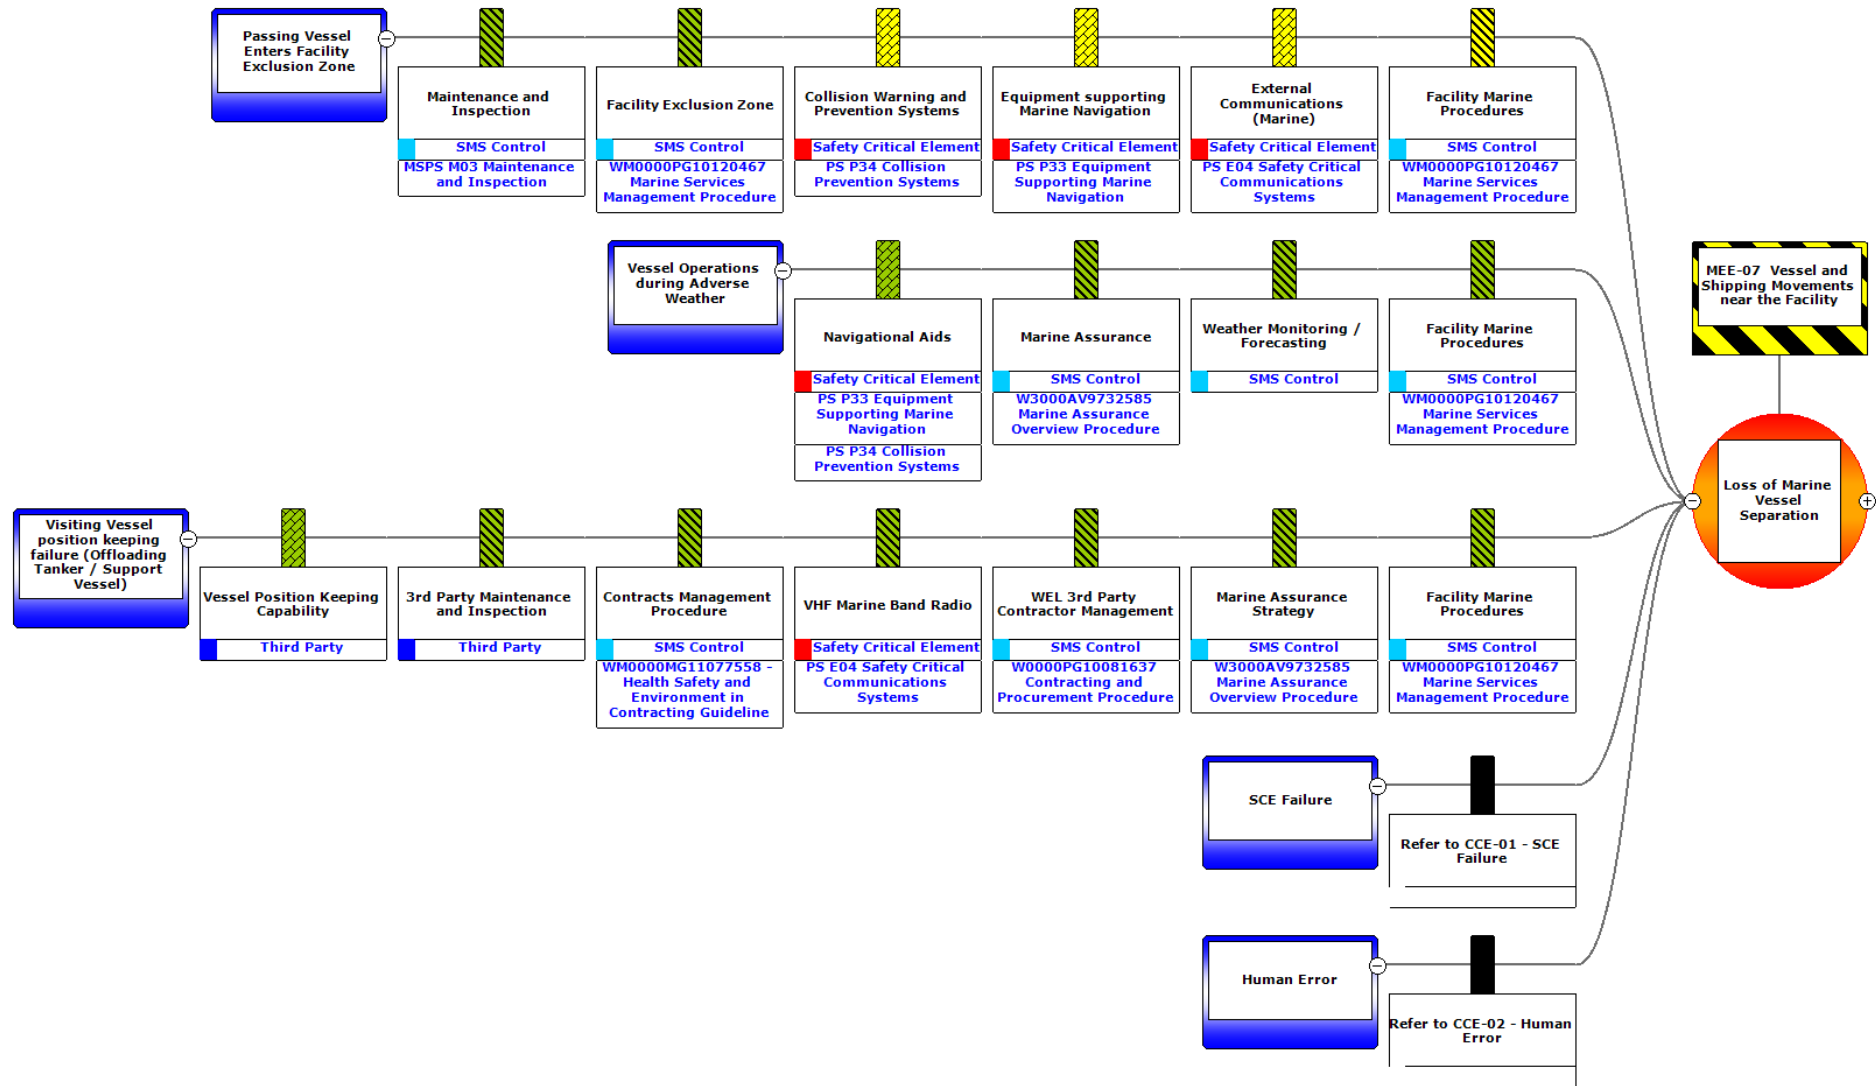 Passing Vessel
Enters Facility
Exclusion Zone
Maintenance and
Inspection
SMS Control
MSPS M03 Maintenance
and Inspection
Facility Exclusion Zone
SMS Control
WM0000PG10120467
Marine Services
Management Procedure
Collision Warning and
Prevention Systems
Safety Critical Element
PS P34 Collision
Prevention Systems
Equipment supporting
Marine Navigation
Safety Critical Element
PS P33 Equipment
Supporting Marine
Navigation
External
Communications
(Marine)
Safety Critical Element
PS E04 Safety Critical
Communications
Systems
Facility Marine
Procedures
SMS Control
WM0000PG10120467
Marine Services
Management Procedure
Vessel Operations
during Adverse
Weather
Navigational Aids
Safety Critical Element
PS P33 Equipment
Supporting Marine
Navigation
PS P34 Collision
Prevention Systems
Marine Assurance
SMS Control
W3000AV9732585
Marine Assurance
Overview Procedure
Weather Monitoring /
Forecasting
SMS Control
Facility Marine
Procedures
SMS Control
WM0000PG10120467
Marine Services
Management Procedure
MEE-07 Vessel and
Shipping Movements
near the Facility
Loss of Marine
Vessel
Separation
Visiting Vessel
position keeping
failure (Offloading
Tanker / Support
Vessel)
Vessel Position Keeping
Capability
Third Party
3rd Party Maintenance
and Inspection
Third Party
Contracts Management
Procedure
SMS Control
WM0000MG11077558 -
Health Safety and
Environment in
Contracting Guideline
VHF Marine Band Radio
Safety Critical Element
PS E04 Safety Critical
Communications
Systems
WEL 3rd Party
Contractor Management
SMS Control
W0000PG10081637
Contracting and
Procurement Procedure
Marine Assurance
Strategy
SMS Control
W3000AV9732585
Marine Assurance
Overview Procedure
Facility Marine
Procedures
SMS Control
WM0000PG10120467
Marine Services
Management Procedure
SCE Failure
Refer to CCE-01 - SCE
Failure
Human Error
Refer to CCE-02 - Human
Error